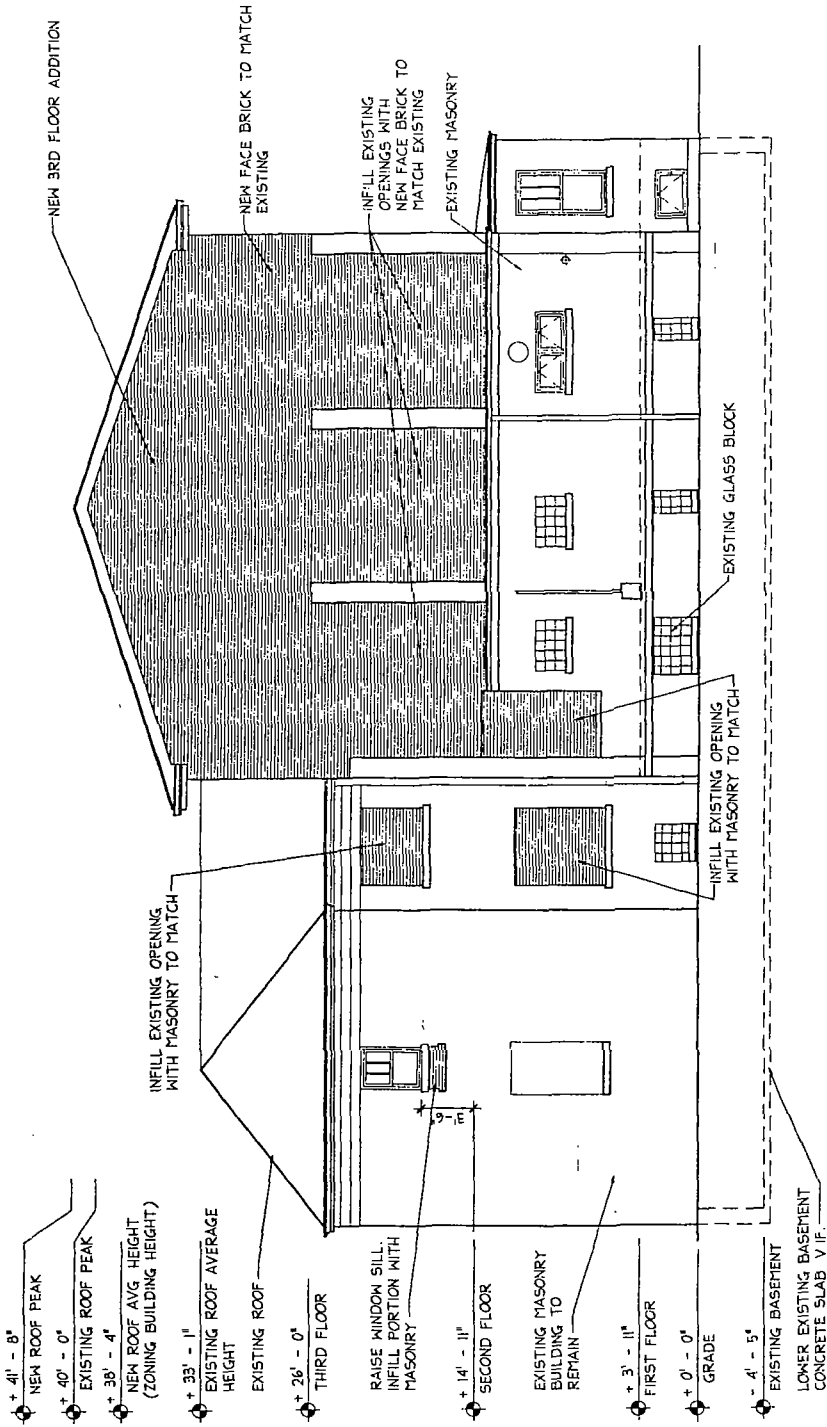 + 41' - 8"
NEW ROOF PEAK
+ 40' - 0"
EXISTING ROOF PEAK
+ 38' - 4"
NEW ROOF AVG HEIGHT
(ZONING BUILDING HEIGHT)
+ 33' - 1"
EXISTING ROOF AVERAGE
HEIGHT
EXISTING ROOF
+ 26' - 0"
THIRD FLOOR
RAISE WINDOW SILL.
INFILL PORTION WITH
MASONRY
+ 14' - 11"
SECOND FLOOR
EXISTING MASONRY
BUILDING TO
REMAIN
+ 3' - 11"
FIRST FLOOR
+ 0' - 0"
GRADE
- 4' - 5"
EXISTING BASEMENT
LOWER EXISTING BASEMENT
CONCRETE SLAB V.I.F.
INFILL EXISTING OPENING
WITH MASONRY TO MATCH
3'-6"
INFILL EXISTING OPENING
WITH MASONRY TO MATCH
EXISTING GLASS BLOCK
NEW 3RD FLOOR ADDITION
NEW FACE BRICK TO MATCH
EXISTING
INFILL EXISTING
OPENINGS WITH
NEW FACE BRICK TO
MATCH EXISTING
EXISTING MASONRY